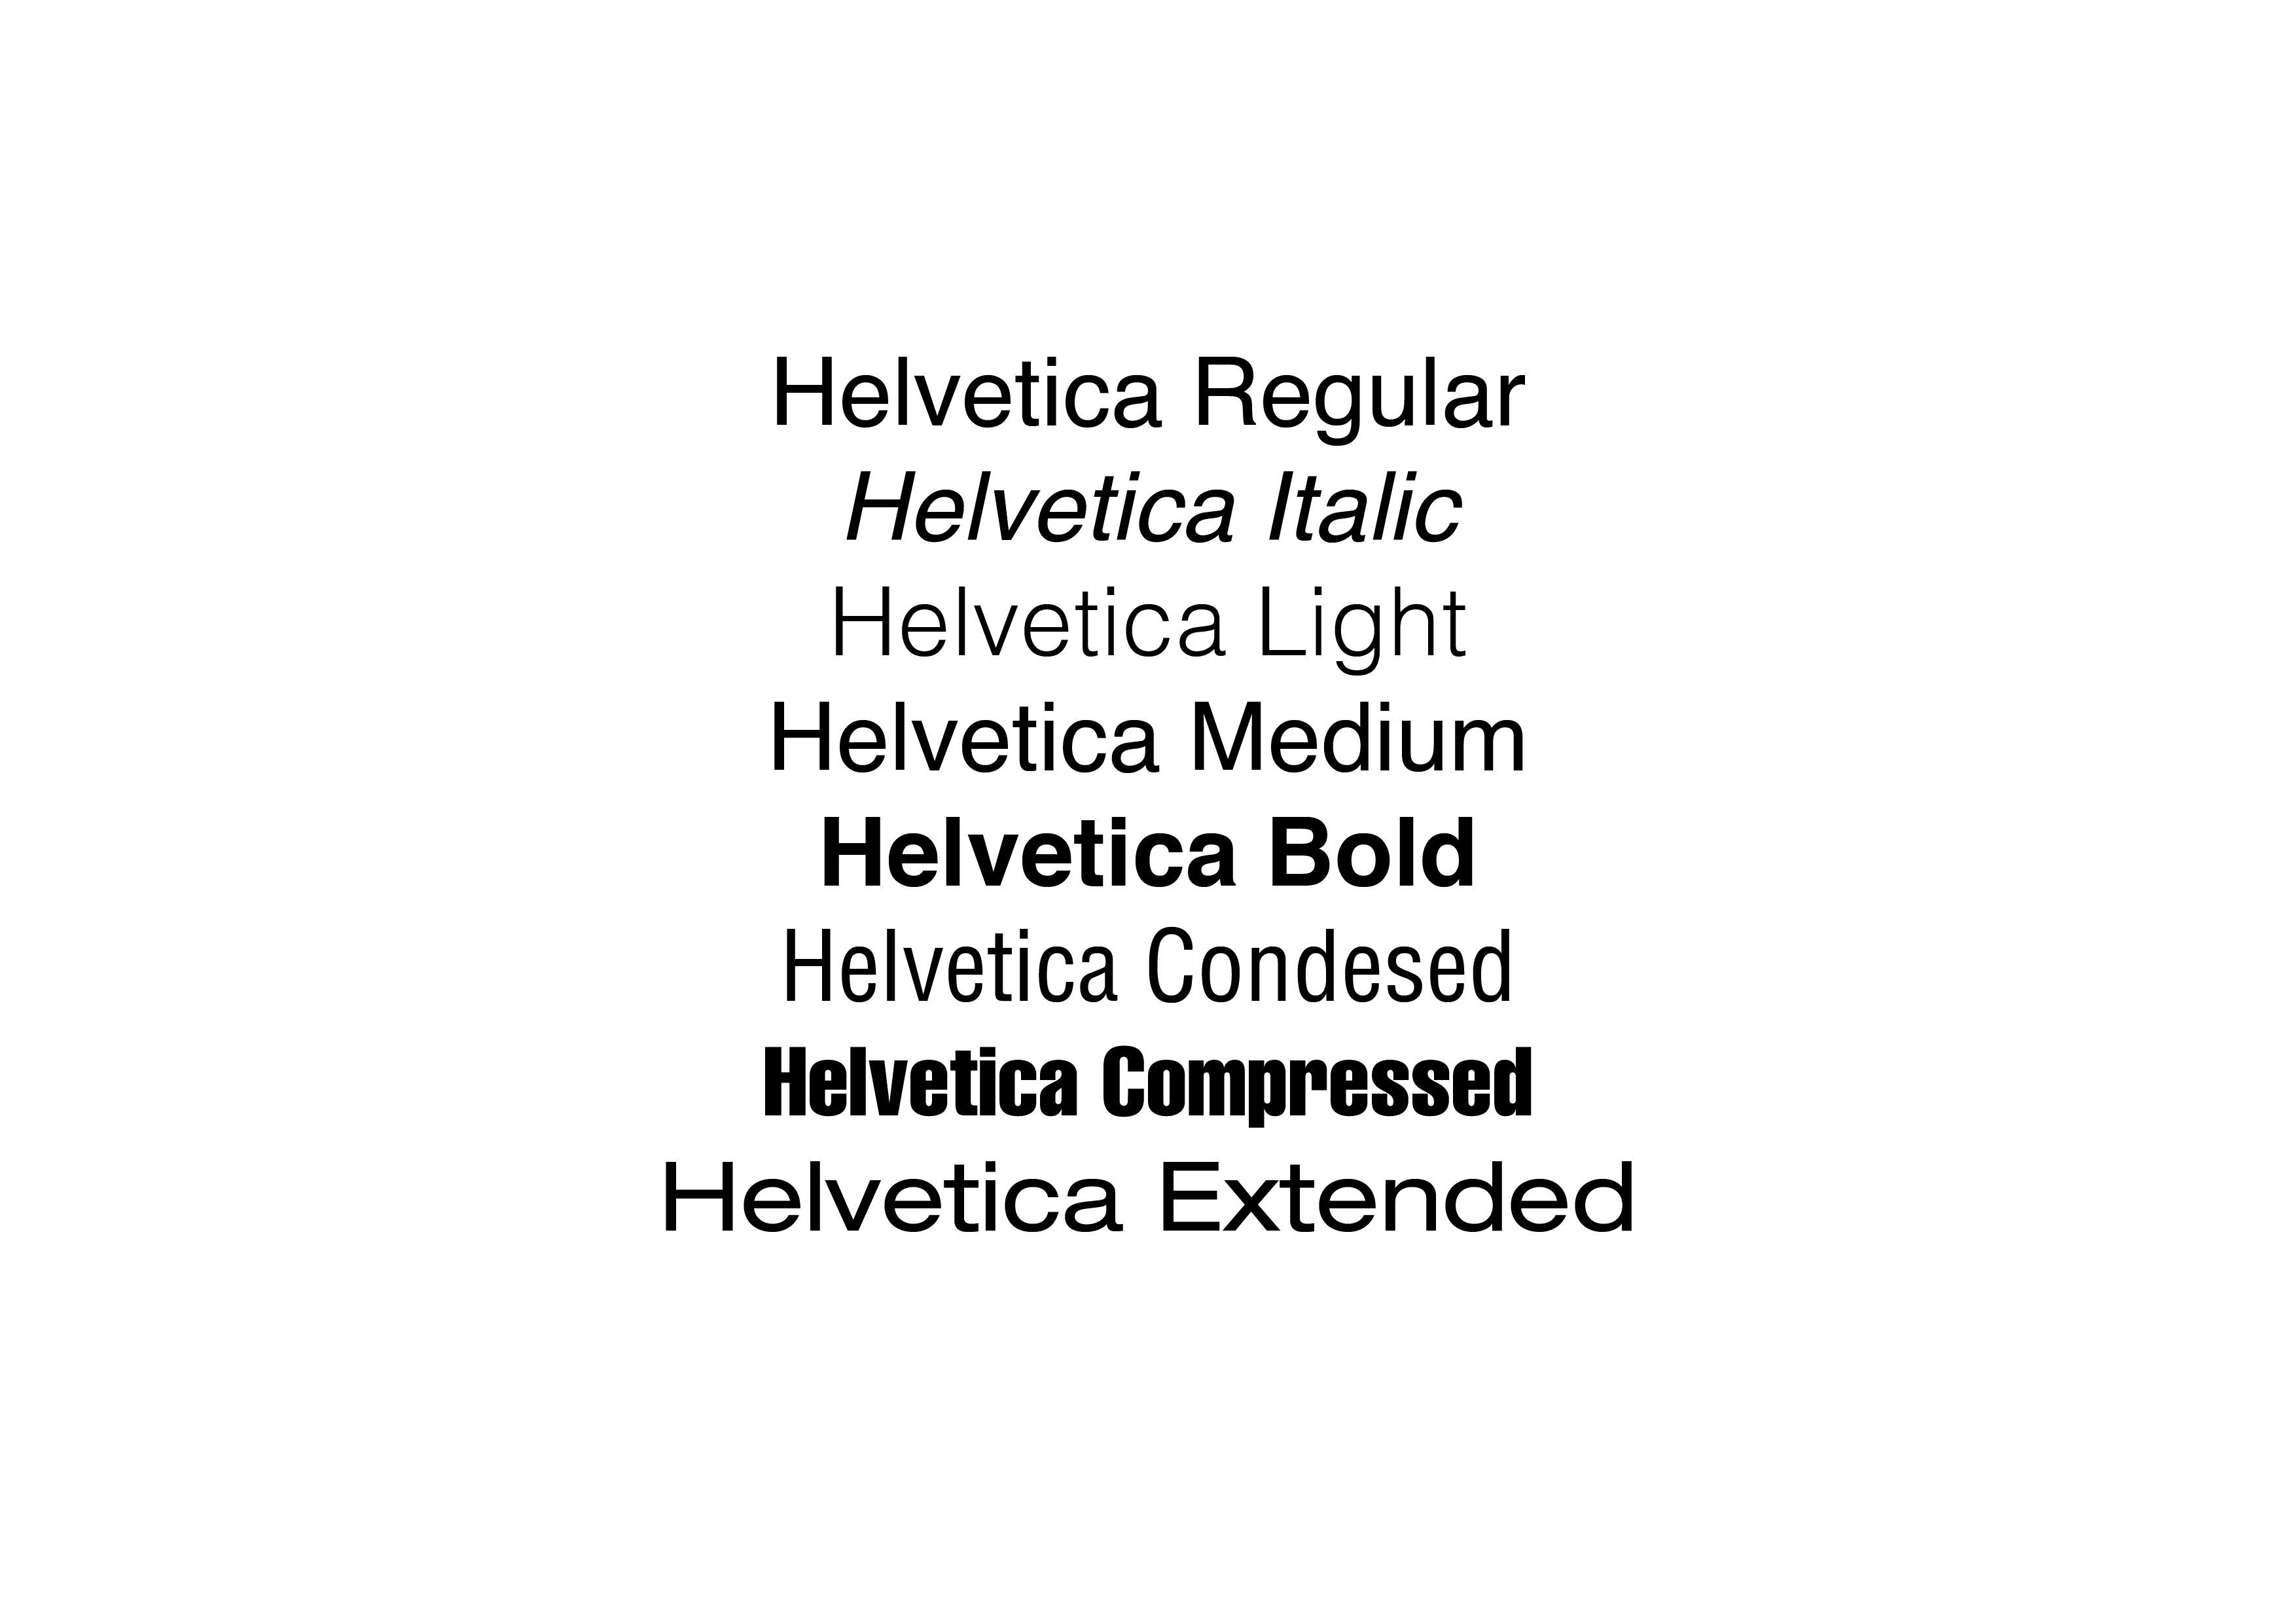 Helvetica Regular
Helvetica Italic
Helvetica Light
Helvetica Medium
Helvetica Bold
Helvetica Condesed
Helvetica Compressed
Helvetica Extended